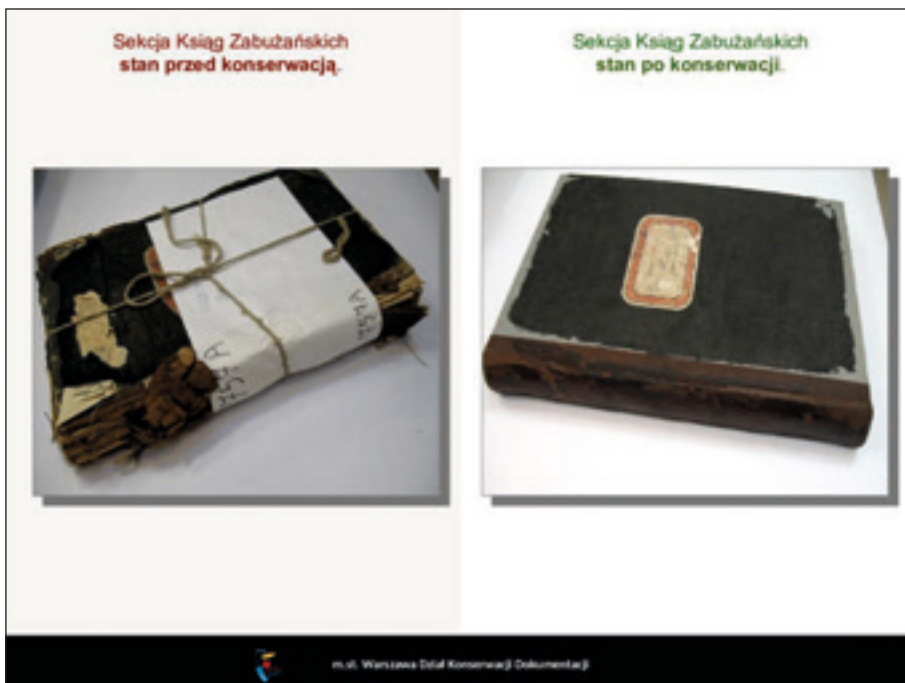 Sekcja Ksiąg Zabużańskich
stan przed konserwacją.
Sekcja Ksiąg Zabużańskich
stan po konserwacji.
A
m.st. Warszawa Dział Konserwacji Dokumentacji